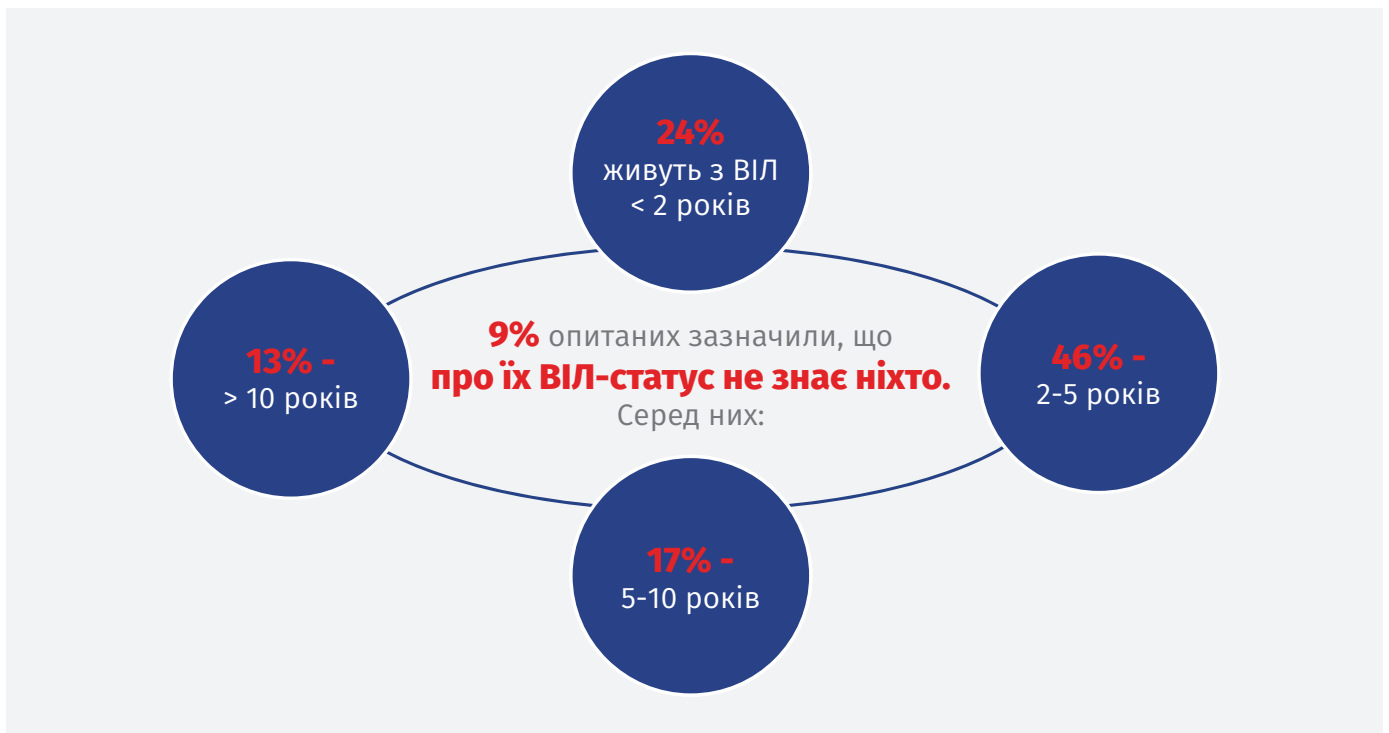 24%
живуть з ВІЛ
< 2 років
9% опитаних зазначили, що
про їх ВІЛ-статус не знає ніхто.
Серед них:
13% -
> 10 років
46% -
2-5 років
17% -
5-10 років